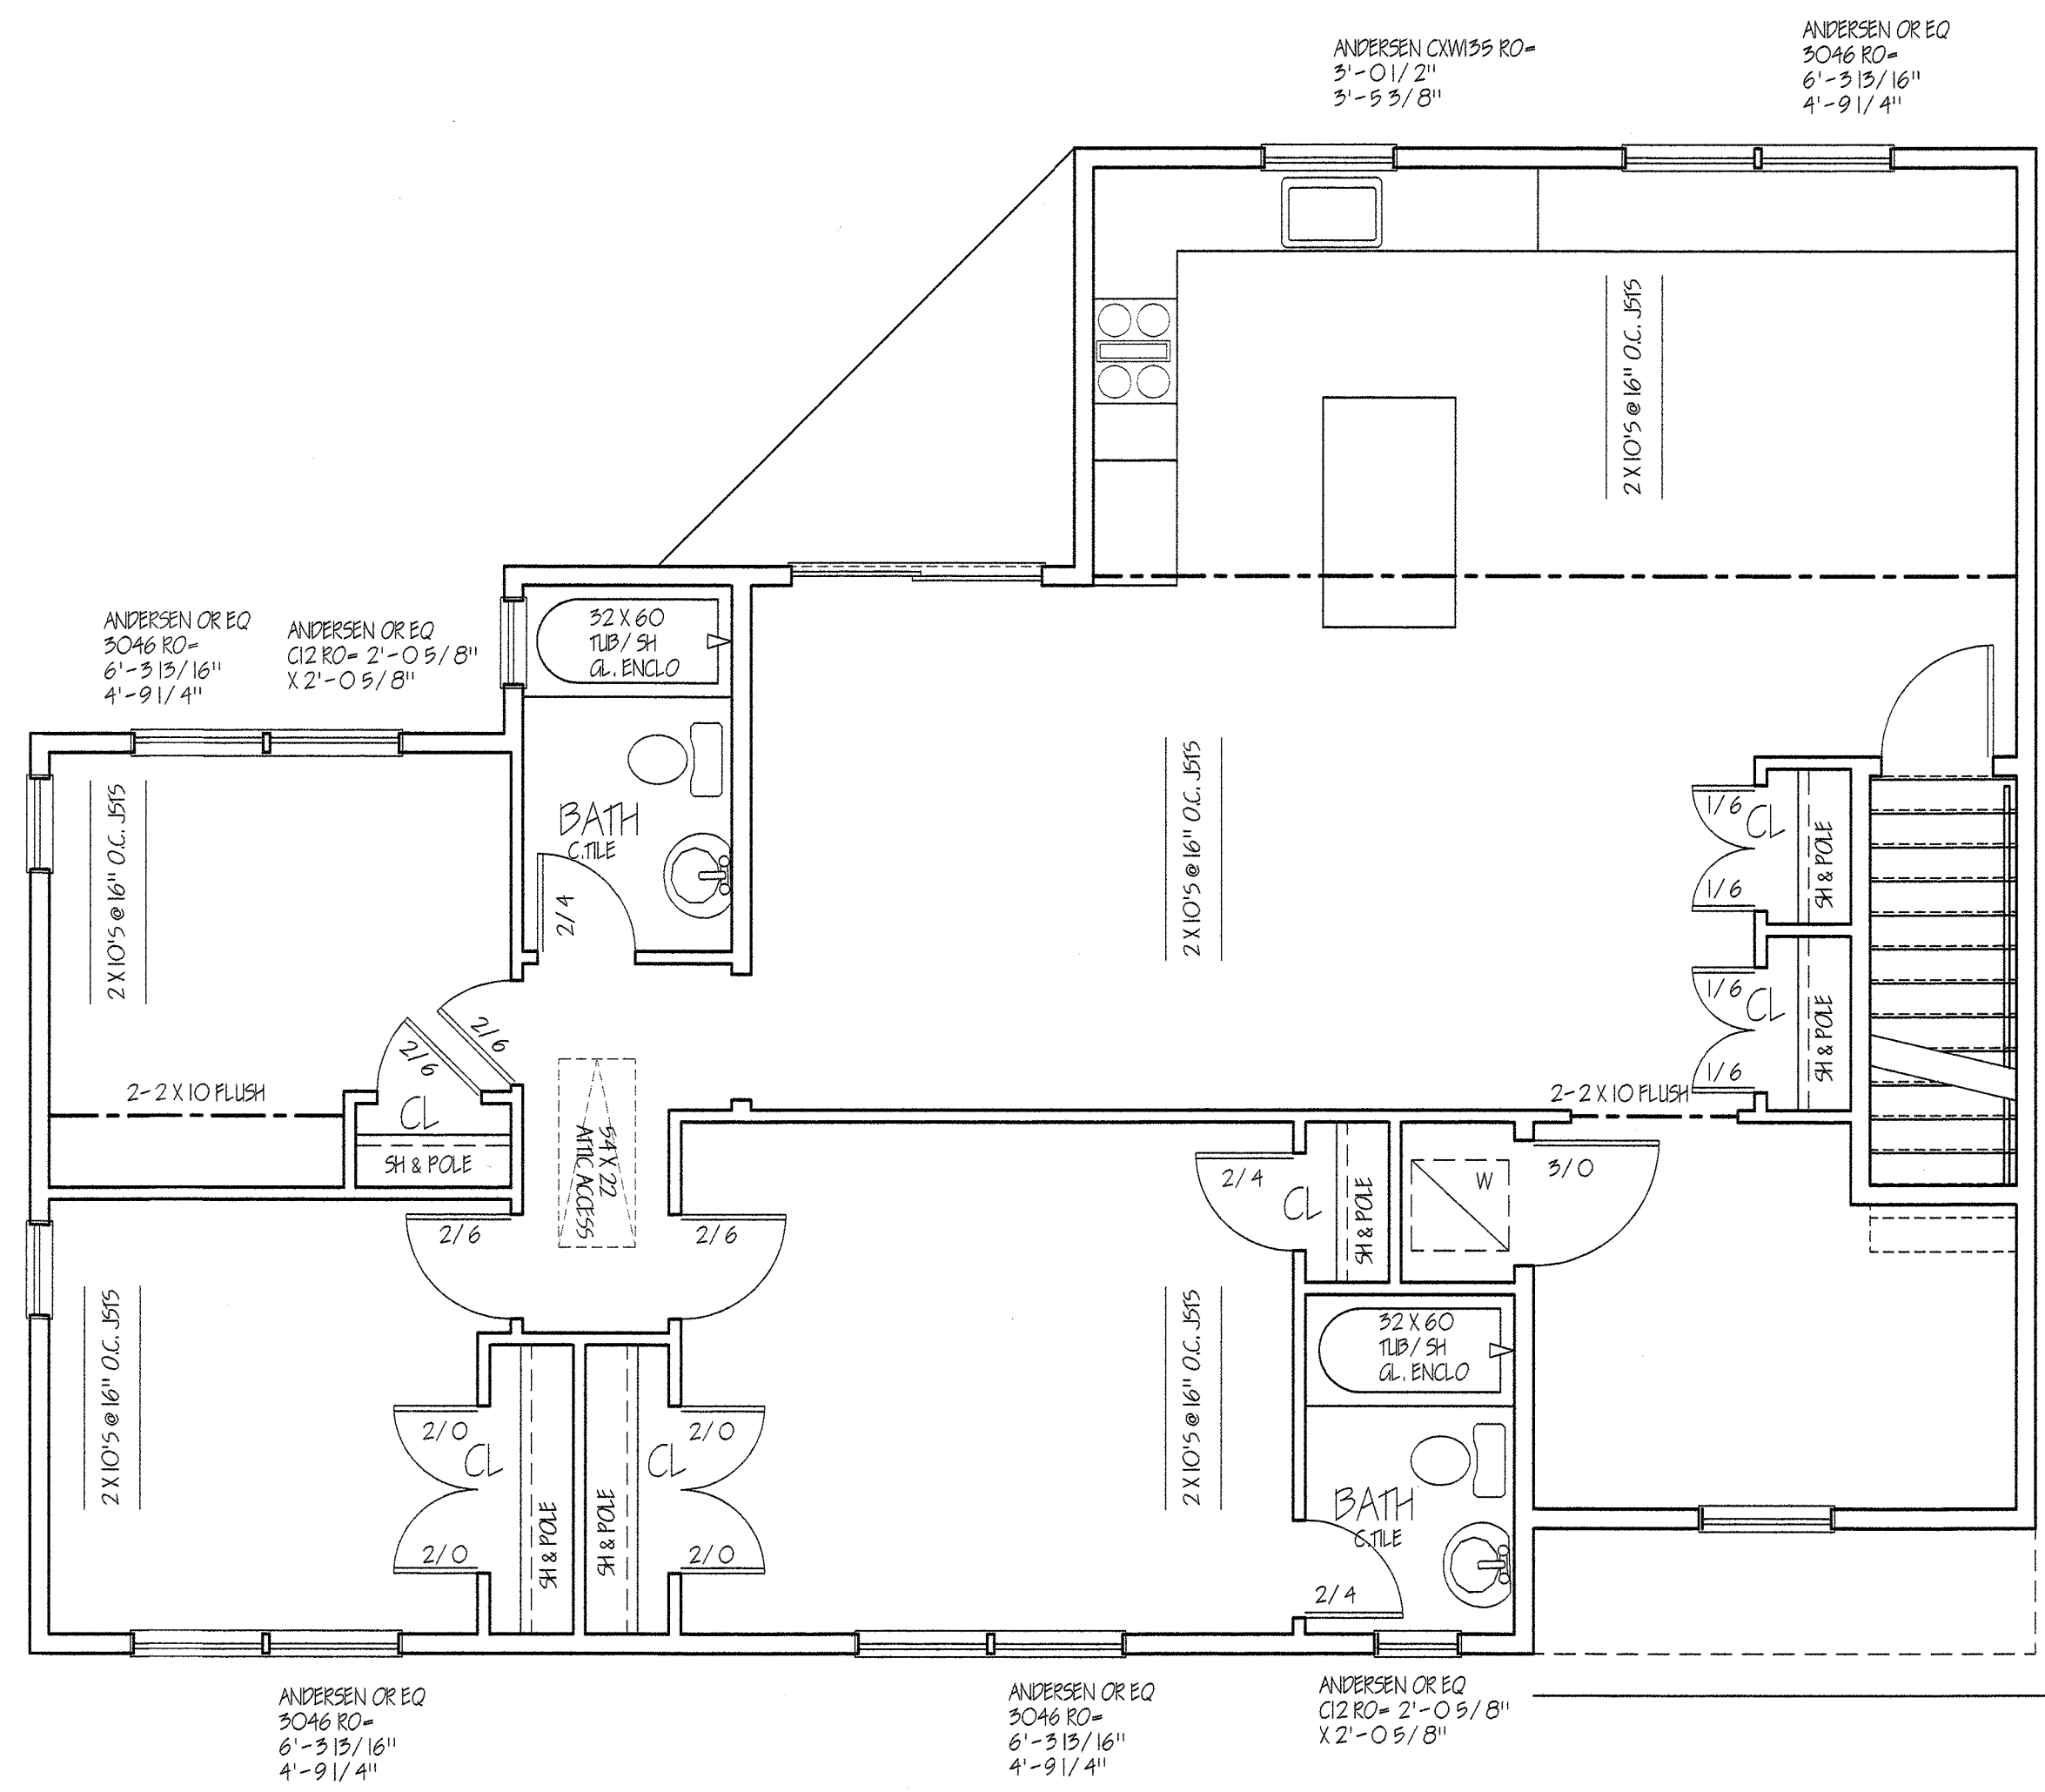 ANDERSEN CXW135 RO=
3'-0 1/2"
3'-5 3/8"
ANDERSEN OR EQ
3046 RO=
6'-3 13/16"
4'-9 1/4"
2 X 10'S @ 16" O.C. JSTS
ANDERSEN OR EQ
3046 RO=
6'-3 13/16"
4'-9 1/4"
ANDERSEN OR EQ
C12 RO= 2'-0 5/8"
X 2'-0 5/8"
32 X 60
TUB/ SH
GL. ENCLO
BATH
C.TILE
2/4
2 X 10'S @ 16" O.C. JSTS
2 X 10'S @ 16" O.C. JSTS
1/6
CL
1/6
SH & POLE
1/6
CL
1/6
SH & POLE
2/6
2/6
2-2 X 10 FLUSH
CL
SH & POLE
54 X 22
ATTIC ACCESS
2-2 X 10 FLUSH
2/6
2/6
2/4
CL
SH & POLE
W
3/0
2 X 10'S @ 16" O.C. JSTS
2 X 10'S @ 16" O.C. JSTS
32 X 60
TUB/ SH
GL. ENCLO
2/0
CL
2/0
SH & POLE
2/0
CL
2/0
SH & POLE
BATH
C.TILE
2/4
ANDERSEN OR EQ
3046 RO=
6'-3 13/16"
4'-9 1/4"
ANDERSEN OR EQ
3046 RO=
6'-3 13/16"
4'-9 1/4"
ANDERSEN OR EQ
C12 RO= 2'-0 5/8"
X 2'-0 5/8"